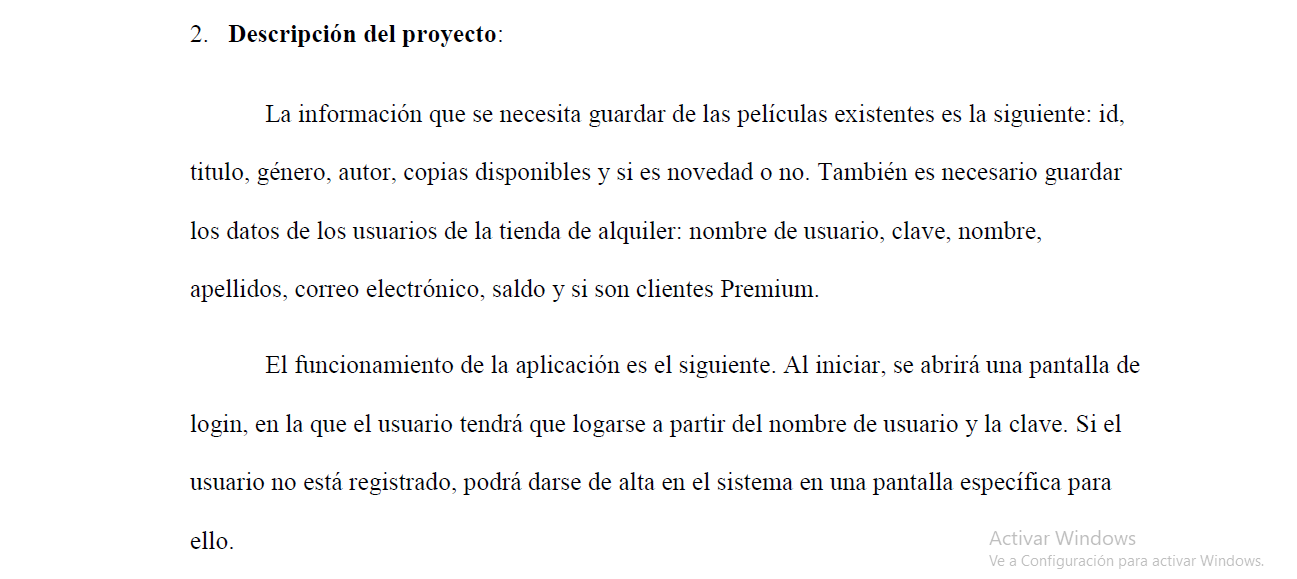 2. Descripción del proyecto:
La información que se necesita guardar de las películas existentes es la siguiente: id,
titulo, género, autor, copias disponibles y si es novedad o no. También es necesario guardar
los datos de los usuarios de la tienda de alquiler: nombre de usuario, clave, nombre,
apellidos, correo electrónico, saldo y si son clientes Premium.
El funcionamiento de la aplicación es el siguiente. Al iniciar, se abrirá una pantalla de
login, en la que el usuario tendrá que logarse a partir del nombre de usuario y la clave. Si el
usuario no está registrado, podrá darse de alta en el sistema en una pantalla específica para
ello.
Activar Windows
Ve a Configuración para activar Windows.